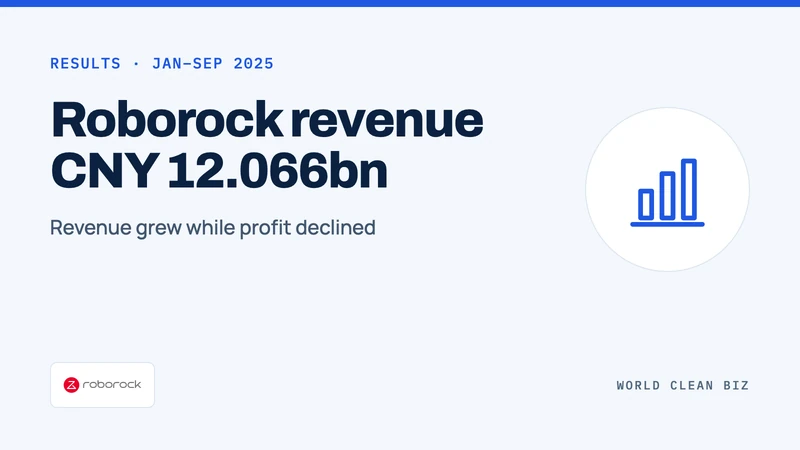 RESULTS · JAN–SEP 2025
Roborock revenue
CNY 12.066bn
Revenue grew while profit declined
roborock
WORLD CLEAN BIZ